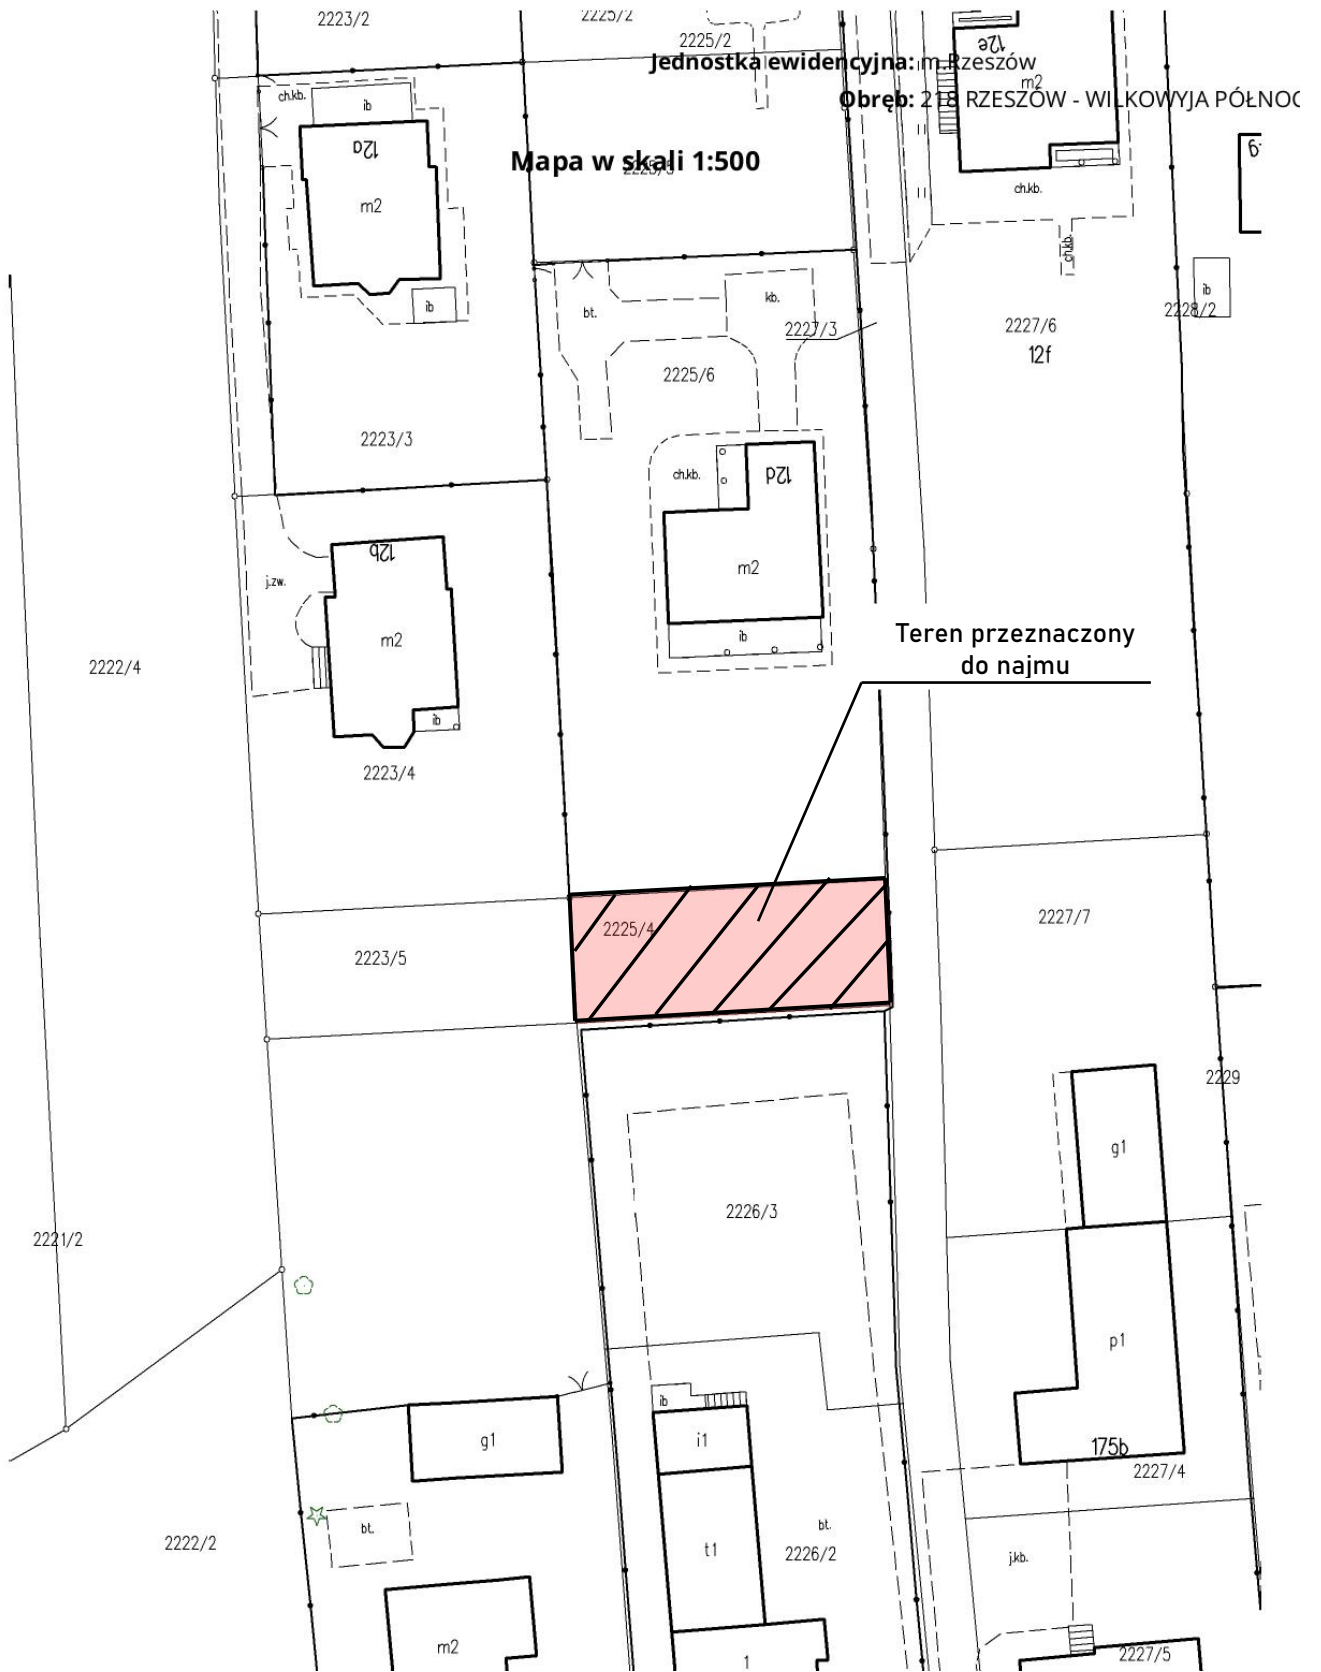 2223/2
2225/2
2225/2
12e
Jednostka ewidencyjna: m.Rzeszów
m2
ch.kb.
ib
Obręb: 218 RZESZÓW - WILKOWYJA PÓŁNOC
12a
Mapa w skali 1:500
m2
ch.kb.
ch.kb.
ib
ib
bt.
kb.
2227/3
2227/6
2228/2
12f
2225/6
2223/3
ch.kb.
12d
12b
j.zw.
m2
m2
ib
Teren przeznaczony
do najmu
2222/4
ib
2223/4
2225/4
2227/7
2223/5
2229
g1
2226/3
2221/2
p1
ib
g1
i1
175b
2227/4
bt.
bt.
2222/2
t1
2226/2
j.kb.
m2
1
2227/5